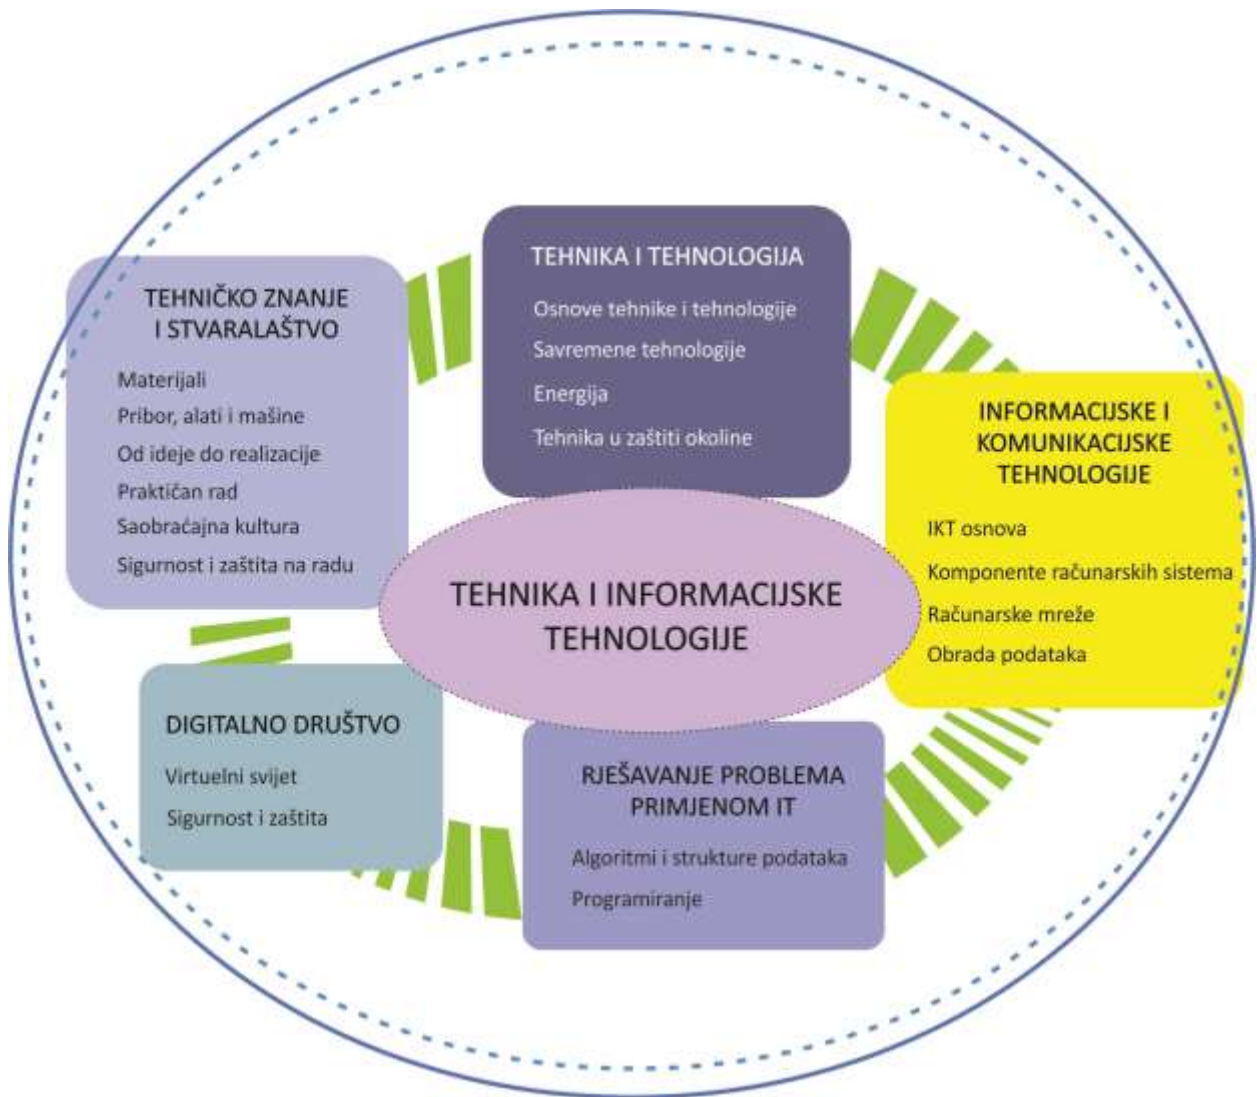 TEHNIKA I TEHNOLOGIJA
Osnove tehnike i tehnologije
Savremene tehnologije
Energija
Tehnika u zaštiti okoline
TEHNIČKO ZNANJE
I STVARALAŠTVO
Materijali
Pribor, alati i mašine
Od ideje do realizacije
Praktičan rad
Saobraćajna kultura
Sigurnost i zaštita na radu
INFORMACIJSKE I
KOMUNIKACIJSKE
TEHNOLOGIJE
IKT osnova
Komponente računarskih sistema
Računarske mreže
Obrada podataka
TEHNIKA I INFORMACIJSKE
TEHNOLOGIJE
DIGITALNO DRUŠTVO
Virtuelni svijet
Sigurnost i zaštita
RJEŠAVANJE PROBLEMA
PRIMJENOM IT
Algoritmi i strukture podataka
Programiranje